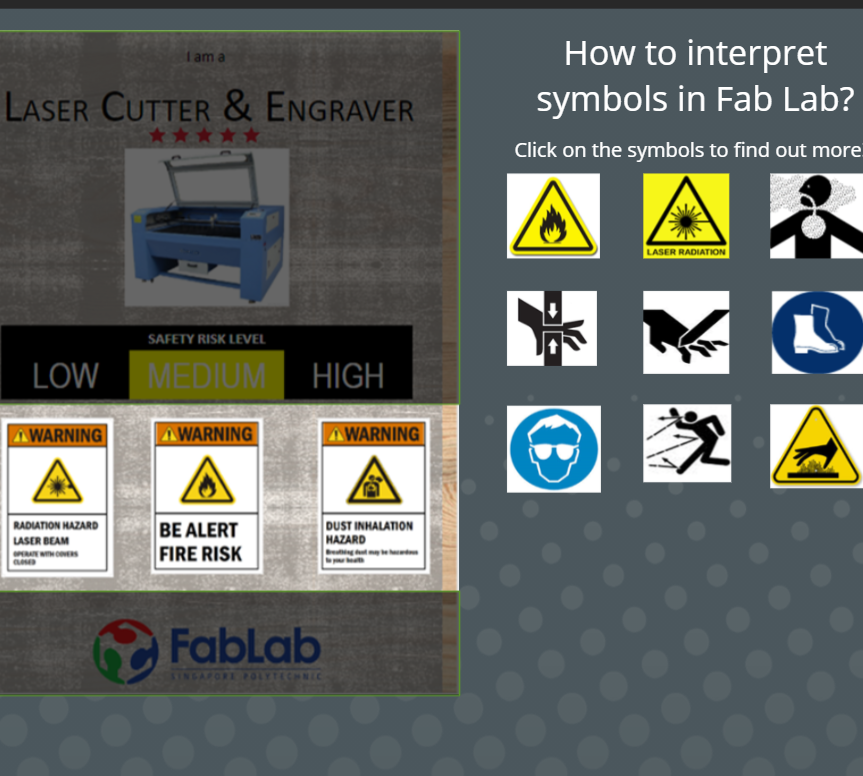 I am a
LASER CUTTER & ENGRAVER
SAFETY RISK LEVEL
LOW MEDIUM HIGH
WARNING
RADIATION HAZARD
LASER BEAM
OPERATE WITH COVERS
CLOSED
WARNING
BE ALERT
FIRE RISK
WARNING
DUST INHALATION
HAZARD
Breathing dust may be hazardous
to your health
FabLab
SINGAPORE POLYTECHNIC
How to interpret
symbols in Fab Lab?
Click on the symbols to find out more
LASER RADIATION